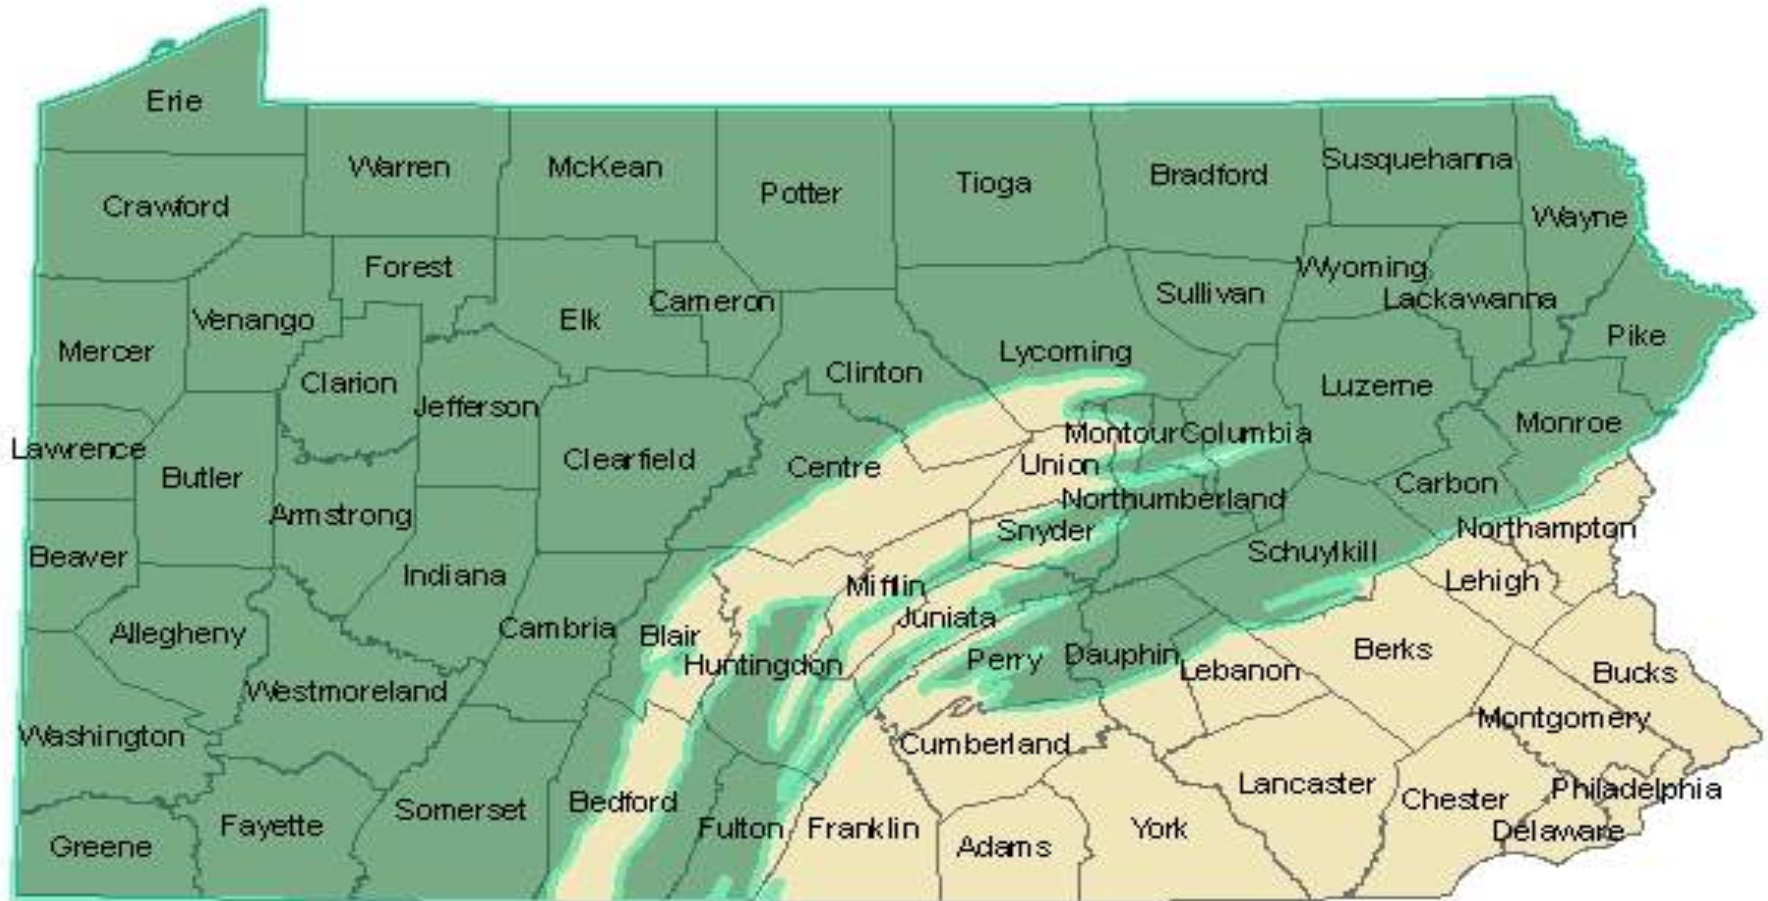 Erie
Warren
McKean
Potter
Tioga
Bradford
Susquehanna
Wayne
Crawford
Forest
Venango
Elk
Cameron
Sullivan
Wyoming
Lackawanna
Pike
Mercer
Clarion
Jefferson
Clinton
Lycoming
Luzerne
Monroe
Lawrence
Butler
Clearfield
Centre
Montour
Columbia
Union
Carbon
Armstrong
Northumberland
Snyder
Northampton
Beaver
Indiana
Schuylkill
Mifflin
Lehigh
Allegheny
Cambria
Blair
Juniata
Huntingdon
Perry
Dauphin
Lebanon
Berks
Bucks
Westmoreland
Washington
Cumberland
Montgomery
Somerset
Bedford
Lancaster
Chester
Philadelphia
Greene
Fayette
Fulton
Franklin
Adams
York
Delaware